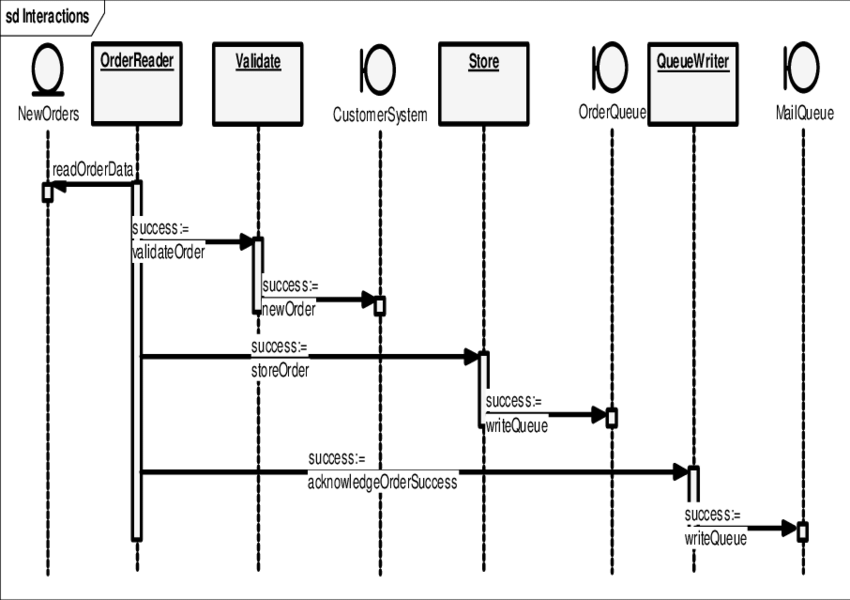 sd Interactions
OrderReader
Validate
Store
QueueWriter
NewOrders
CustomerSystem
OrderQueue
MailQueue
readOrderData
success:=
validateOrder
success:=
newOrder
success:=
storeOrder
success:=
writeQueue
success:=
acknowledgeOrderSuccess
success:=
writeQueue